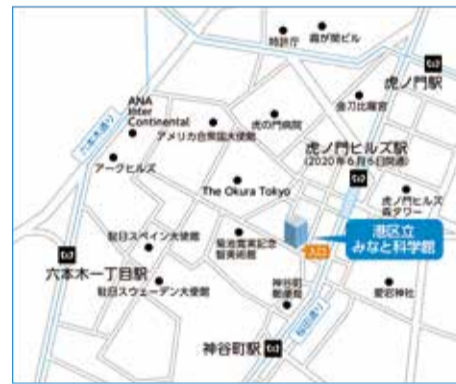 特許庁
霞が関ビル
虎ノ門駅
金刀比羅宮
ANA
Inter
Continental
六本木通り
アメリカ合衆国大使館
虎の門病院
虎ノ門ヒルズ駅
(2020年6月6日開通)
アークヒルズ
The Okura Tokyo
虎ノ門ヒルズ
森タワー
港区立
みなと科学館
入口
駐日スペイン大使館
菊池寛実記念
智美術館
六本木一丁目駅
駐日スウェーデン大使館
神谷町
郵便局
愛宕神社
桜田通り
神谷町駅